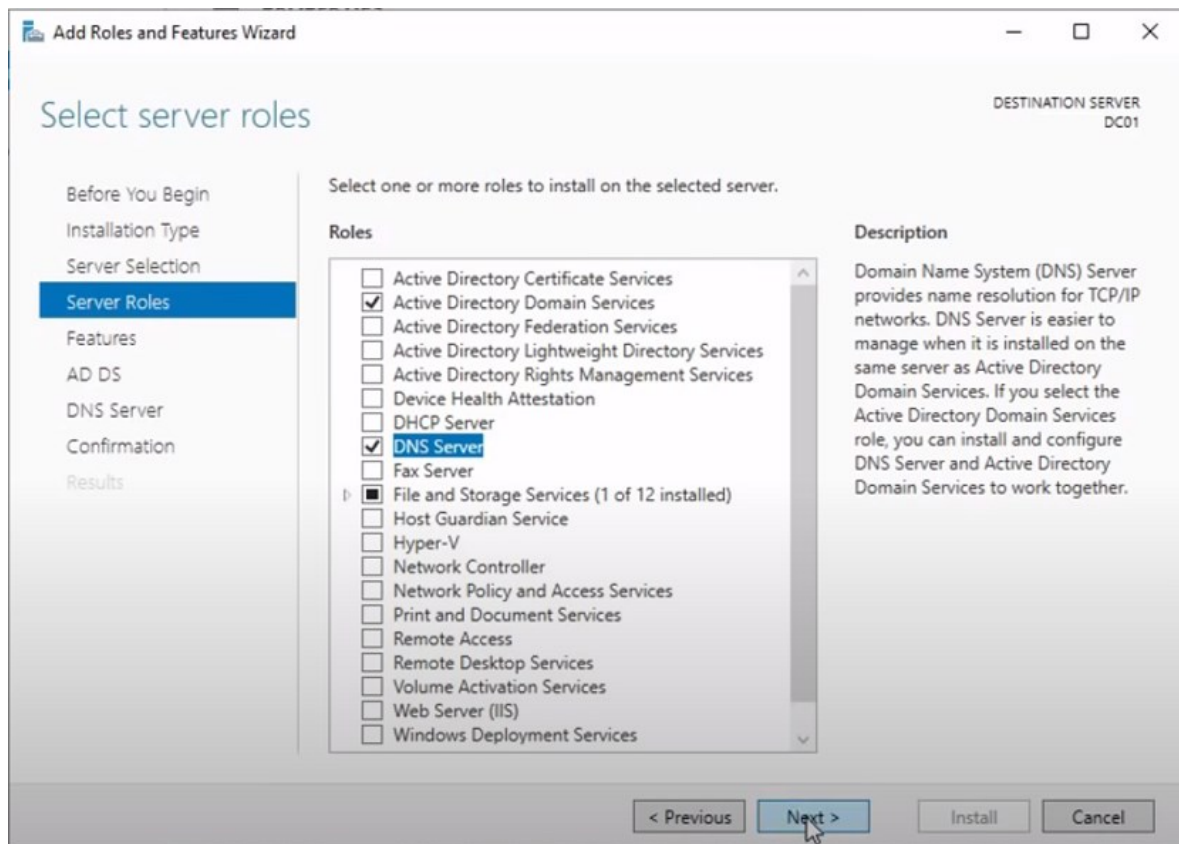 Add Roles and Features Wizard
Select server roles
DESTINATION SERVER
DC01
Before You Begin
Installation Type
Server Selection
Server Roles
Features
AD DS
DNS Server
Confirmation
Results
Select one or more roles to install on the selected server.
Roles
Active Directory Certificate Services
Active Directory Domain Services
Active Directory Federation Services
Active Directory Lightweight Directory Services
Active Directory Rights Management Services
Device Health Attestation
DHCP Server
DNS Server
Fax Server
File and Storage Services (1 of 12 installed)
Host Guardian Service
Hyper-V
Network Controller
Network Policy and Access Services
Print and Document Services
Remote Access
Remote Desktop Services
Volume Activation Services
Web Server (IIS)
Windows Deployment Services
Description
Domain Name System (DNS) Server
provides name resolution for TCP/IP
networks. DNS Server is easier to
manage when it is installed on the
same server as Active Directory
Domain Services. If you select the
Active Directory Domain Services
role, you can install and configure
DNS Server and Active Directory
Domain Services to work together.
< Previous
Next >
Install
Cancel